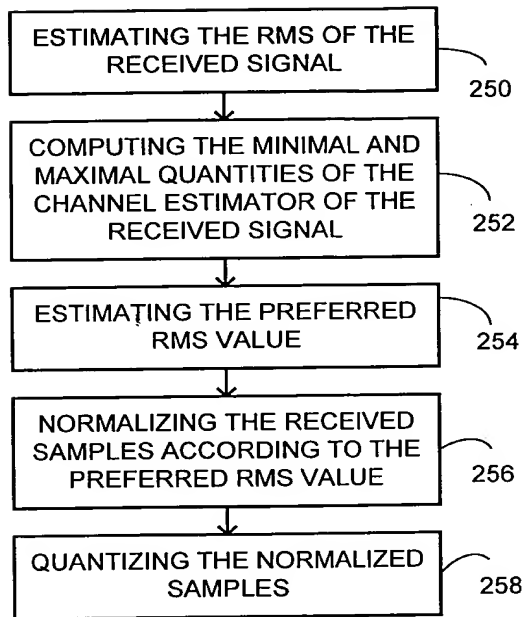 ESTIMATING THE RMS OF THE
RECEIVED SIGNAL
250
COMPUTING THE MINIMAL AND
MAXIMAL QUANTITIES OF THE
CHANNEL ESTIMATOR OF THE
RECEIVED SIGNAL
252
ESTIMATING THE PREFERRED
RMS VALUE
254
NORMALIZING THE RECEIVED
SAMPLES ACCORDING TO THE
PREFERRED RMS VALUE
256
QUANTIZING THE NORMALIZED
SAMPLES
258